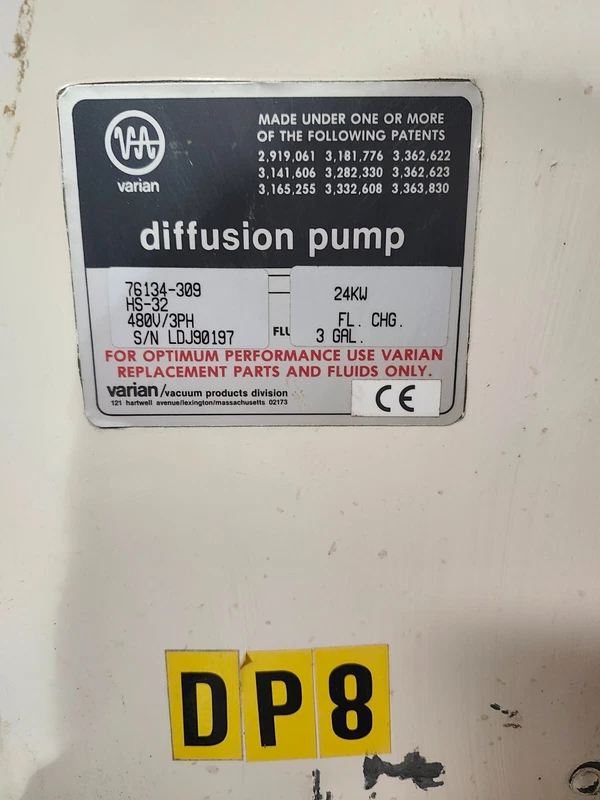 varian
MADE UNDER ONE OR MORE
OF THE FOLLOWING PATENTS
2,919,061 3,181,776 3,362,622
3,141,606 3,282,330 3,362,623
3,165,255 3,332,608 3,363,830
diffusion pump
76134-309
HS-32
480V/3PH
S/N LDJ90197
24KW
FL. CHG.
3 GAL.
FOR OPTIMUM PERFORMANCE USE VARIAN
REPLACEMENT PARTS AND FLUIDS ONLY.
varian/vacuum products division
121 hartwell avenue/lexington/massachusetts 02173
CE
DP8